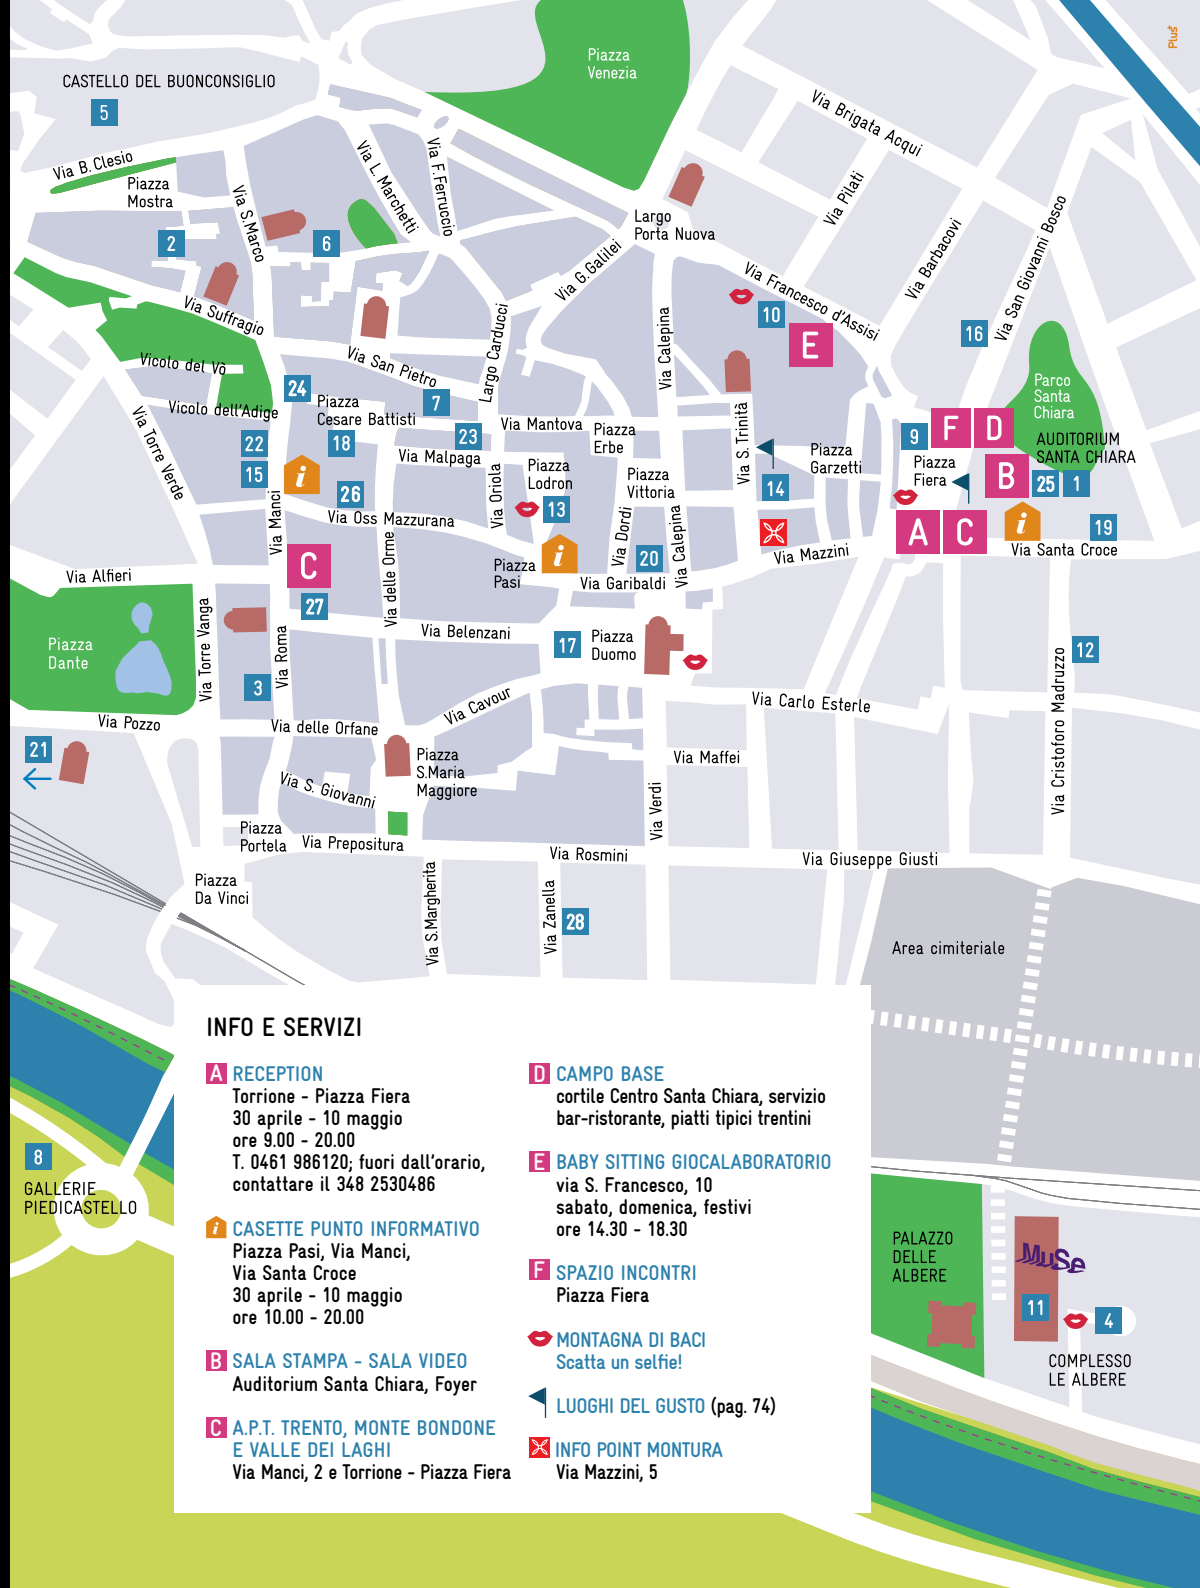 Plus+
Piazza
Venezia
CASTELLO DEL BUONCONSIGLIO
5
Via Brigata Acqui
Via B. Clesio
Piazza
Mostra
Via S.Marco
Via L. Marchetti
Via F.Ferruccio
Via Pilati
2
6
Largo
Porta Nuova
Via Barbacovi
Via San Giovanni Bosco
Via G.Galilei
Via Francesco d'Assisi
Via Suffragio
10
E
16
Via Calepina
Largo Carducci
Via San Pietro
Vicolo del Vò
Vicolo dell'Adige
24
Piazza
Cesare Battisti
7
Parco
Santa
Chiara
Via Torre Verde
22
18
23
Via Mantova
Piazza
Erbe
Via S. Trinità
9
F
D
AUDITORIUM
SANTA CHIARA
15
i
Via Malpaga
Piazza
Lodron
Piazza
Garzetti
Piazza
Fiera
B
25
1
26
Via Oriola
Piazza
Vittoria
14
13
Via Manci
Via Oss Mazzurana
Via Dordi
Via Calepina
A
C
i
19
Via Santa Croce
C
Via delle Orme
Piazza
Pasi
i
20
Via Mazzini
Via Alfieri
Via Garibaldi
27
Via Torre Vanga
Via Roma
Via Belenzani
17
Piazza
Duomo
12
Piazza
Dante
3
Via Cavour
Via Carlo Esterle
Via Cristoforo Madruzzo
Via Pozzo
Via delle Orfane
21
Piazza
S.Maria
Maggiore
Via Maffei
Via S. Giovanni
Via Verdi
Piazza
Portela
Via Prepositura
Via Rosmini
Via Giuseppe Giusti
Piazza
Da Vinci
Via S.Margherita
Via Zanella
28
Area cimiteriale
INFO E SERVIZI
A RECEPTION
Torrione - Piazza Fiera
30 aprile - 10 maggio
ore 9.00 - 20.00
T. 0461 986120; fuori dall'orario,
contattare il 348 2530486
i CASETTE PUNTO INFORMATIVO
Piazza Pasi, Via Manci,
Via Santa Croce
30 aprile - 10 maggio
ore 10.00 - 20.00
B SALA STAMPA - SALA VIDEO
Auditorium Santa Chiara, Foyer
C A.P.T. TRENTO, MONTE BONDONE
E VALLE DEI LAGHI
Via Manci, 2 e Torrione - Piazza Fiera
D CAMPO BASE
cortile Centro Santa Chiara, servizio
bar-ristorante, piatti tipici trentini
E BABY SITTING GIOCALABORATORIO
via S. Francesco, 10
sabato, domenica, festivi
ore 14.30 - 18.30
F SPAZIO INCONTRI
Piazza Fiera
MONTAGNA DI BACI
Scatta un selfie!
LUOGHI DEL GUSTO (pag. 74)
INFO POINT MONTURA
Via Mazzini, 5
8
GALLERIE
PIEDICASTELLO
PALAZZO
DELLE
ALBERE
MuSe
11
4
COMPLESSO
LE ALBERE